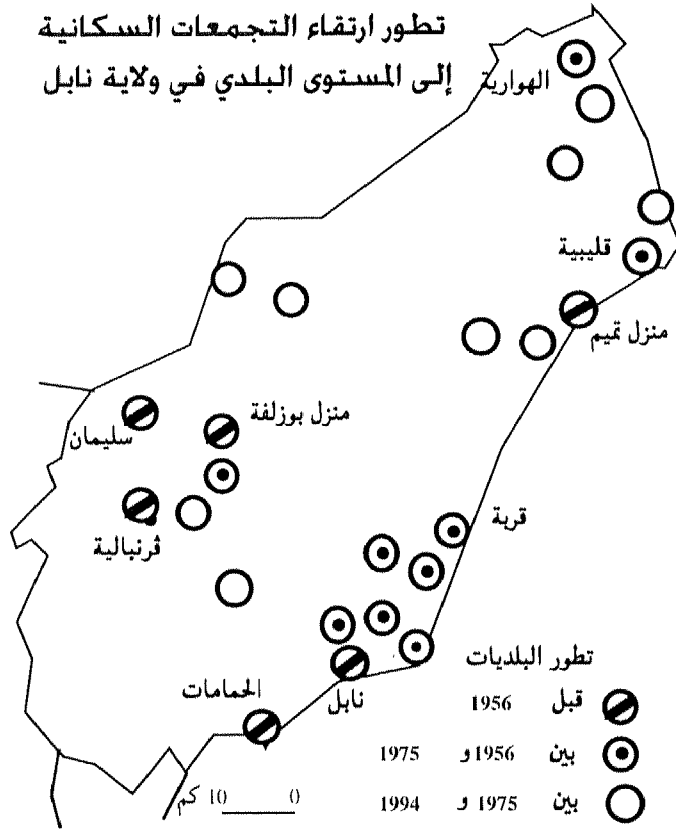 تطور ارتقاء التجمعات السكانية
إلى المستوى البلدي في ولاية نابل
الهوارية
قليبية
منزل تميم
منزل بوزلفة
سليمان
قربة
ڨرنبالية
الحمامات
نابل
تطور البلديات
قبل 1956
بين 1956 و 1975
بين 1975 و 1994
0 10 كم